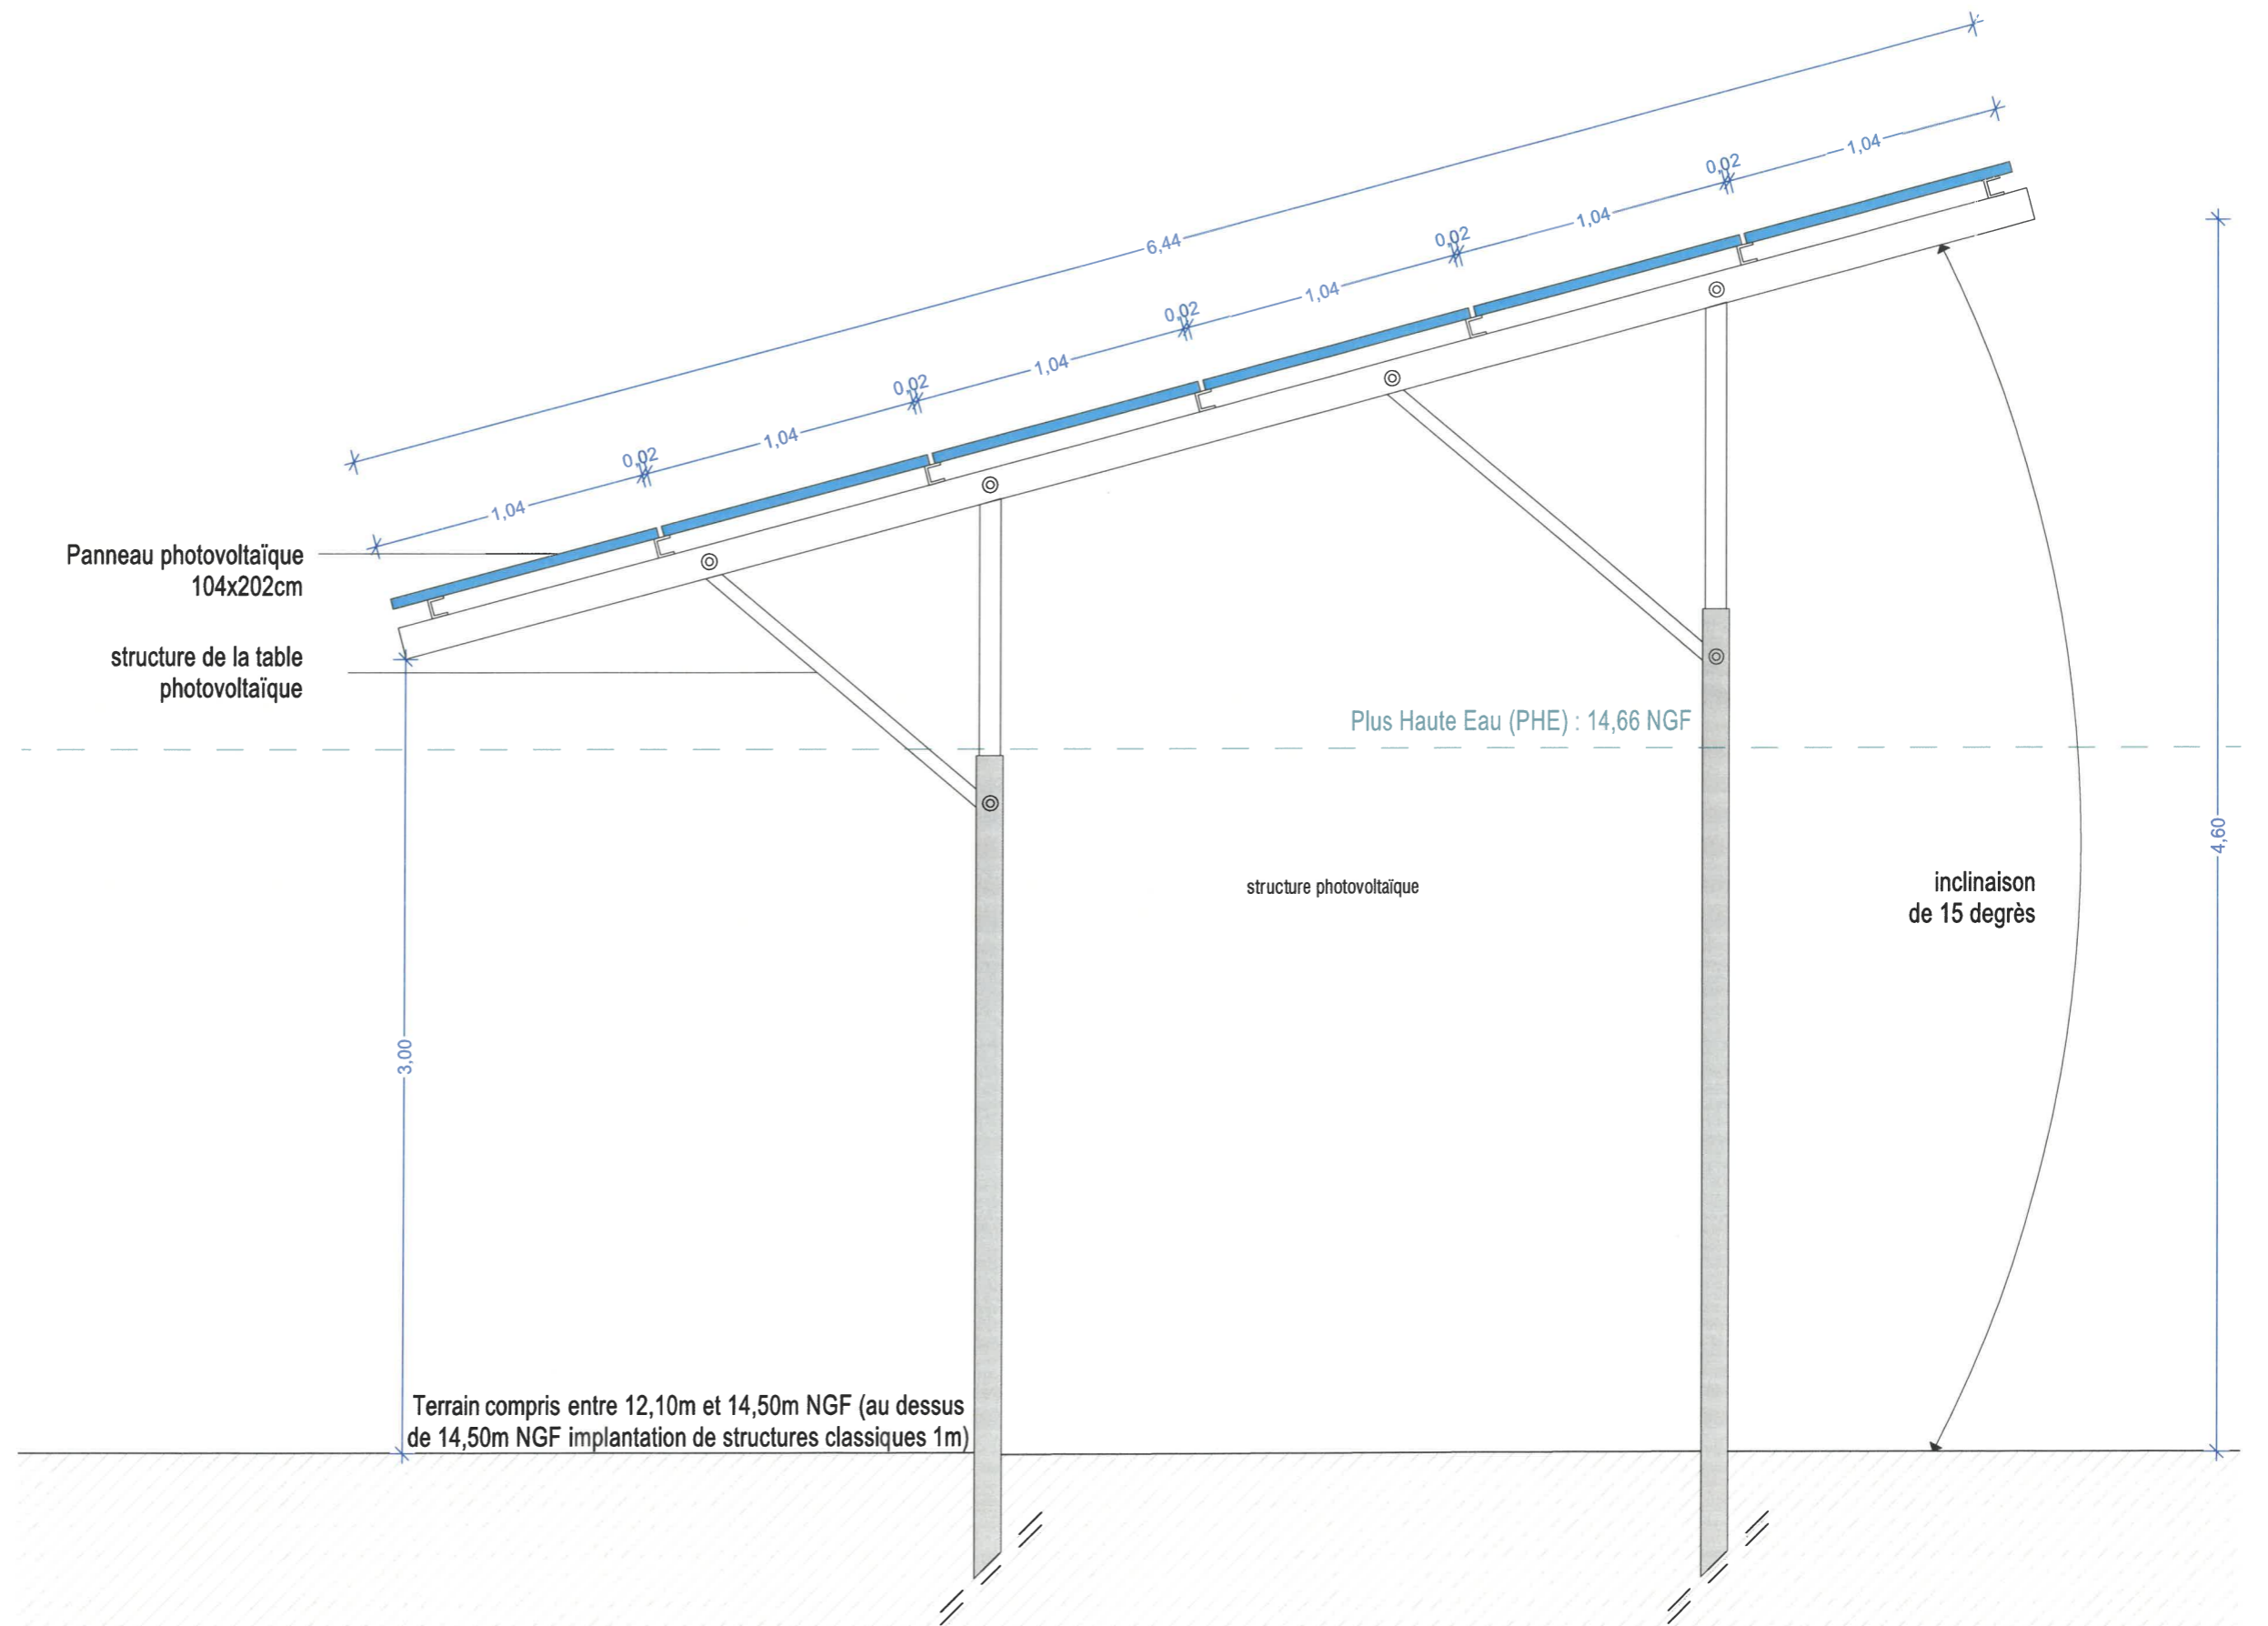 6,44
1,04
0,02
1,04
0,02
1,04
0,02
1,04
0,02
1,04
0,02
1,04
Panneau photovoltaïque
104x202cm
structure de la table
photovoltaïque
Plus Haute Eau (PHE) : 14,66 NGF
4,60
structure photovoltaïque
inclinaison
de 15 degrès
3,00
Terrain compris entre 12,10m et 14,50m NGF (au dessus
de 14,50m NGF implantation de structures classiques 1m)